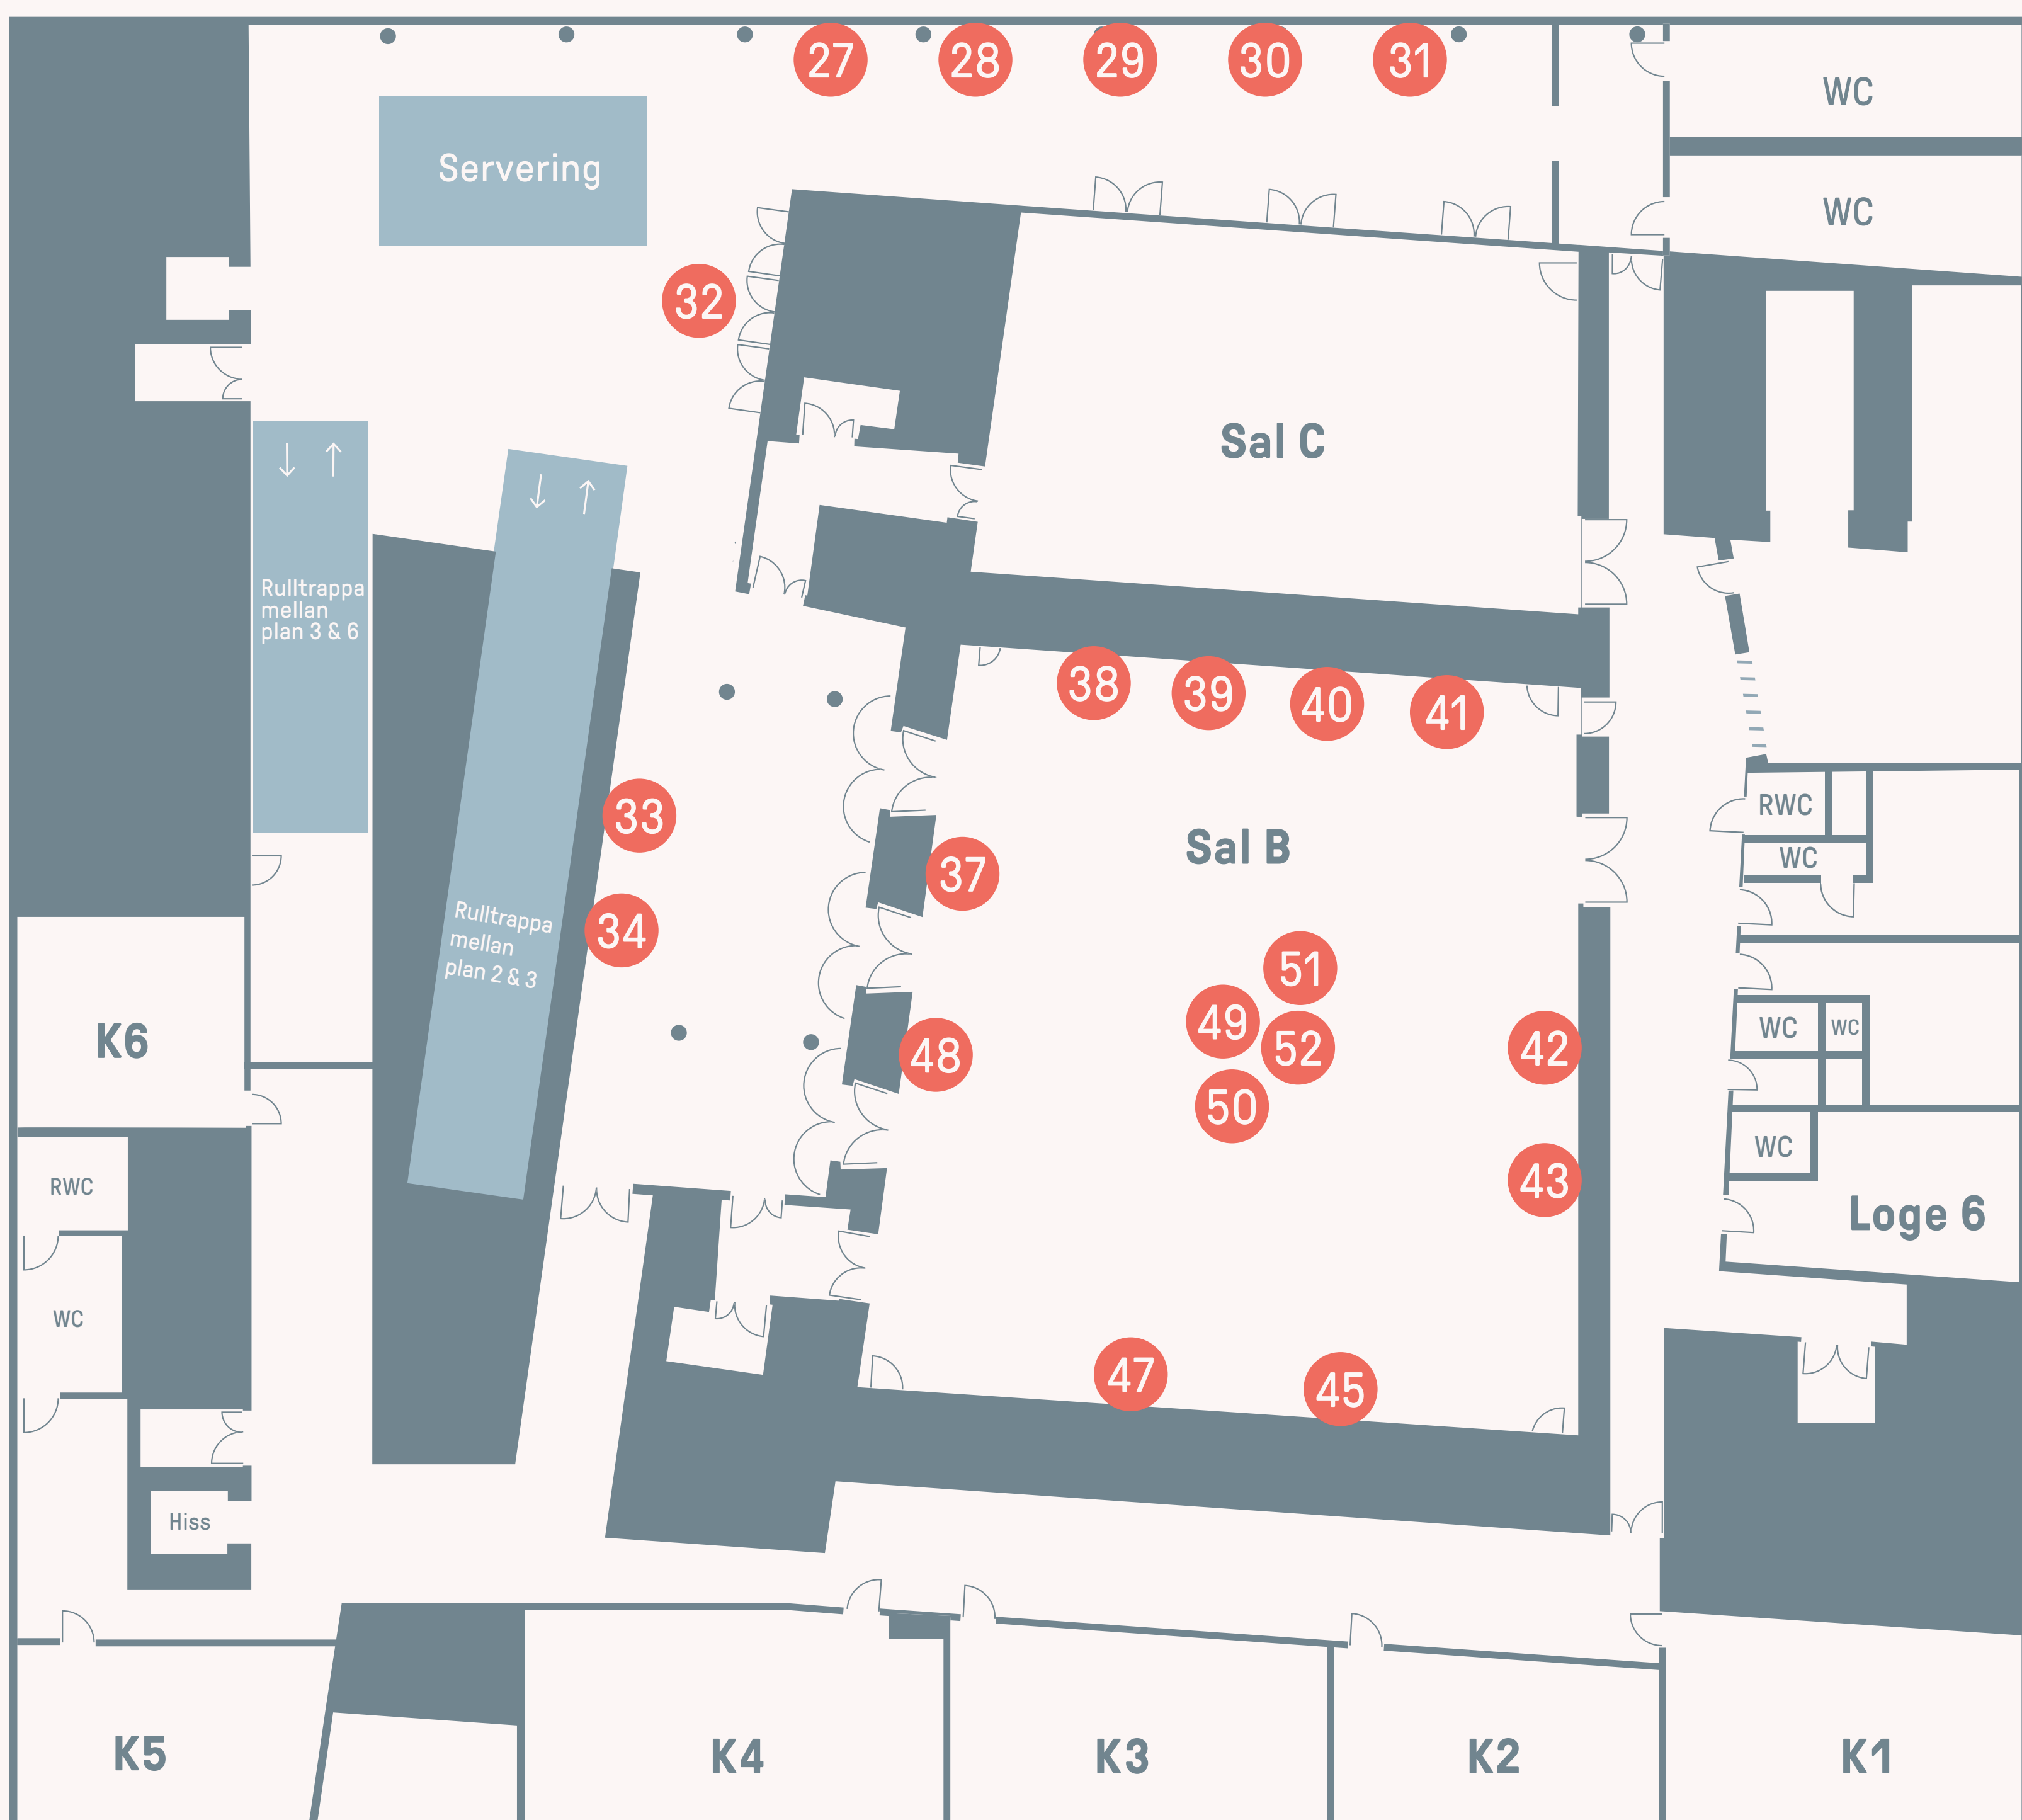 27
28
29
30
31
WC
Servering
WC
32
Sal C
Rulltrappa
mellan
plan 3 & 6
38
39
40
41
33
RWC
Sal B
WC
37
Rulltrappa
mellan
plan 2 & 3
34
51
49
52
42
WC
WC
K6
48
50
WC
43
RWC
Loge 6
WC
47
45
Hiss
K5
K4
K3
K2
K1